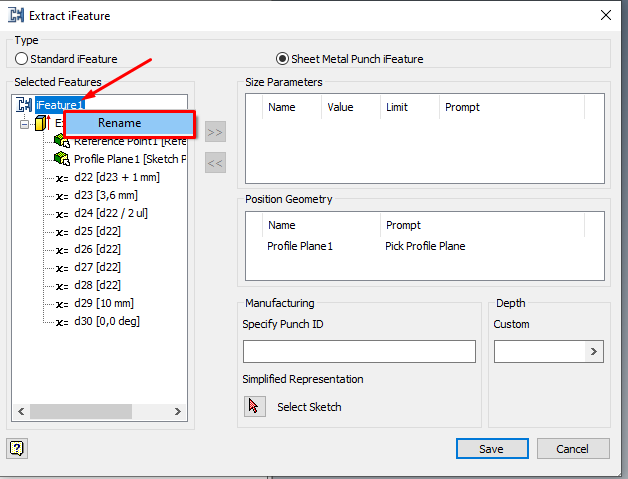 Extract iFeature
Type
Standard iFeature
Sheet Metal Punch iFeature
Selected Features
iFeature1
Rename
Reference Point1 [Refe
Profile Plane1 [Sketch P
x= d22 [d23 + 1 mm]
x= d23 [3,6 mm]
x= d24 [d22 / 2 ul]
x= d25 [d22]
x= d26 [d22]
x= d27 [d22]
x= d28 [d22]
x= d29 [10 mm]
x= d30 [0,0 deg]
>>
<<
Size Parameters
Name Value Limit Prompt
Position Geometry
Name Prompt
Profile Plane1 Pick Profile Plane
Manufacturing
Specify Punch ID
Simplified Representation
Select Sketch
Depth
Custom
Save
Cancel